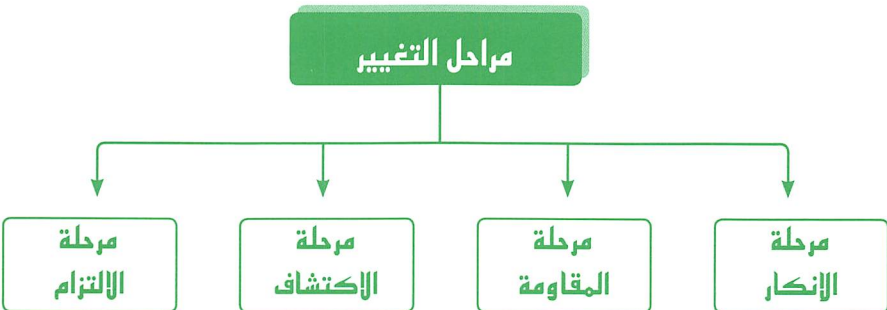 مراحل التغيير
مرحلة
الإنكار
مرحلة
المقاومة
مرحلة
الاكتشاف
مرحلة
الالتزام